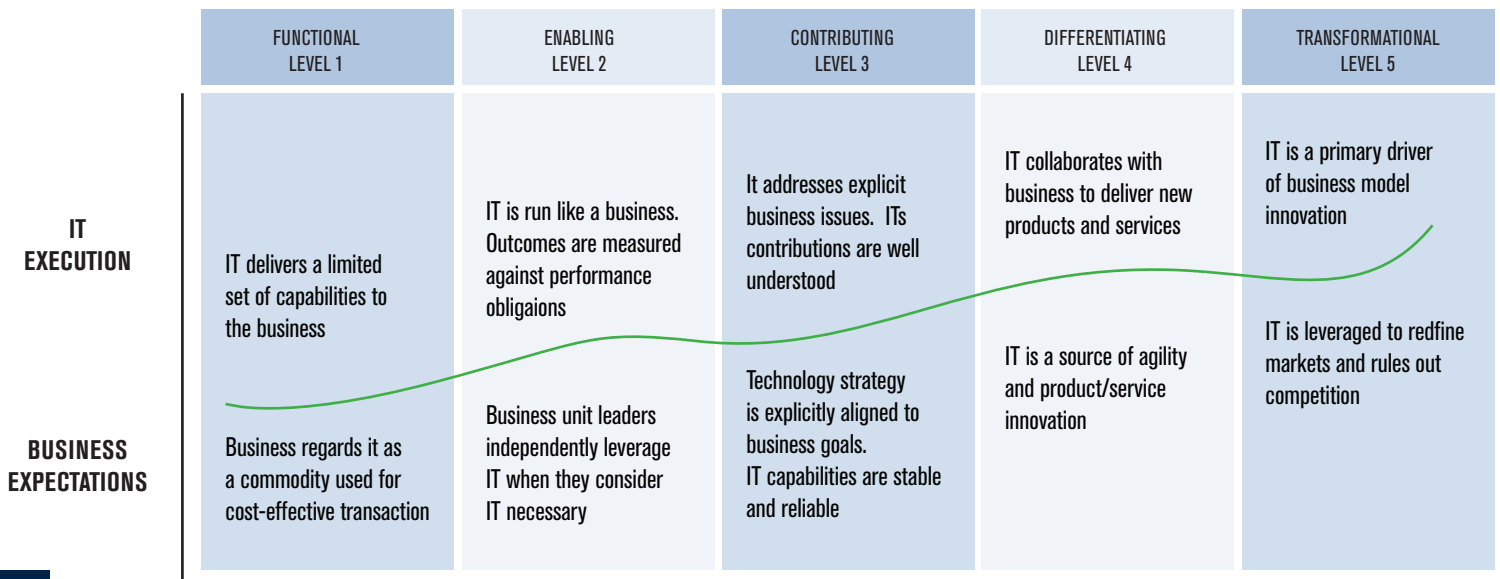 FUNCTIONAL
LEVEL 1
ENABLING
LEVEL 2
CONTRIBUTING
LEVEL 3
DIFFERENTIATING
LEVEL 4
TRANSFORMATIONAL
LEVEL 5
IT
EXECUTION
IT delivers a limited
set of capabilities to
the business
IT is run like a business.
Outcomes are measured
against performance
obligaions
It addresses explicit
business issues.  ITs
contributions are well
understood
IT collaborates with
business to deliver new
products and services
IT is a primary driver
of business model
innovation
BUSINESS
EXPECTATIONS
Business regards it as
a commodity used for
cost-effective transaction
Business unit leaders
independently leverage
IT when they consider
IT necessary
Technology strategy
is explicitly aligned to
business goals.
IT capabilities are stable
and reliable
IT is a source of agility
and product/service
innovation
IT is leveraged to redfine
markets and rules out
competition